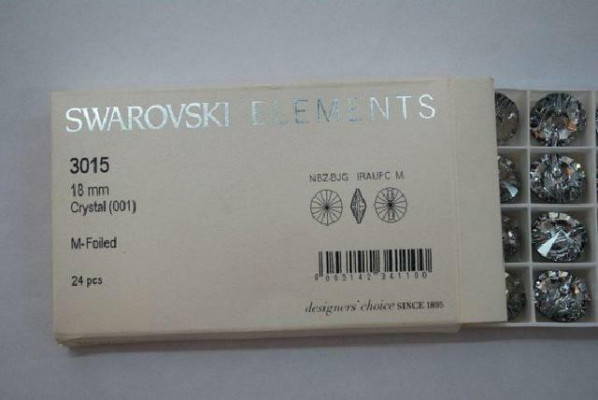 SWAROVSKI ELEMENTS
3015
18 mm
Crystal (001)
M-Foiled
24 pcs
designers' choice SINCE 1895